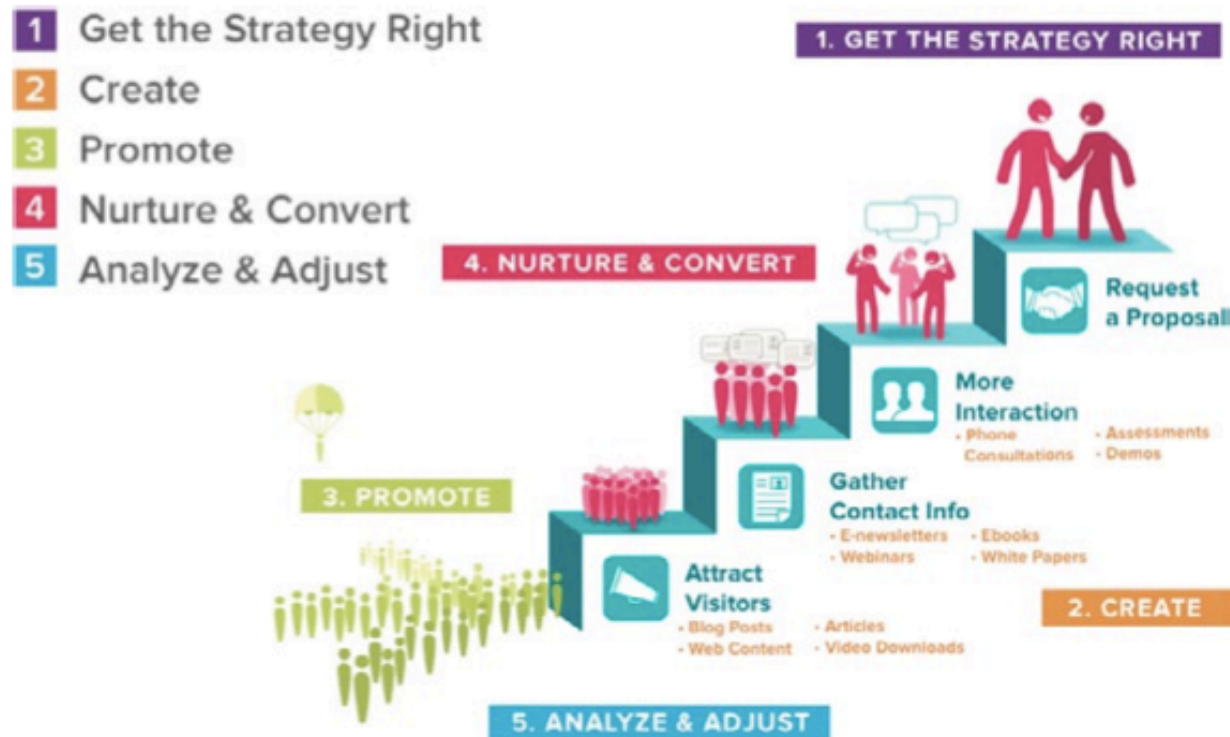 1 Get the Strategy Right
2 Create
3 Promote
4 Nurture & Convert
5 Analyze & Adjust
1. GET THE STRATEGY RIGHT
4. NURTURE & CONVERT
Request
a Proposall
More
Interaction
• Phone
Consultations
• Assessments
• Demos
3. PROMOTE
Gather
Contact Info
• E-newsletters • Ebooks
• Webinars • White Papers
Attract
Visitors
• Blog Posts • Articles
• Web Content • Video Downloads
2. CREATE
5. ANALYZE & ADJUST